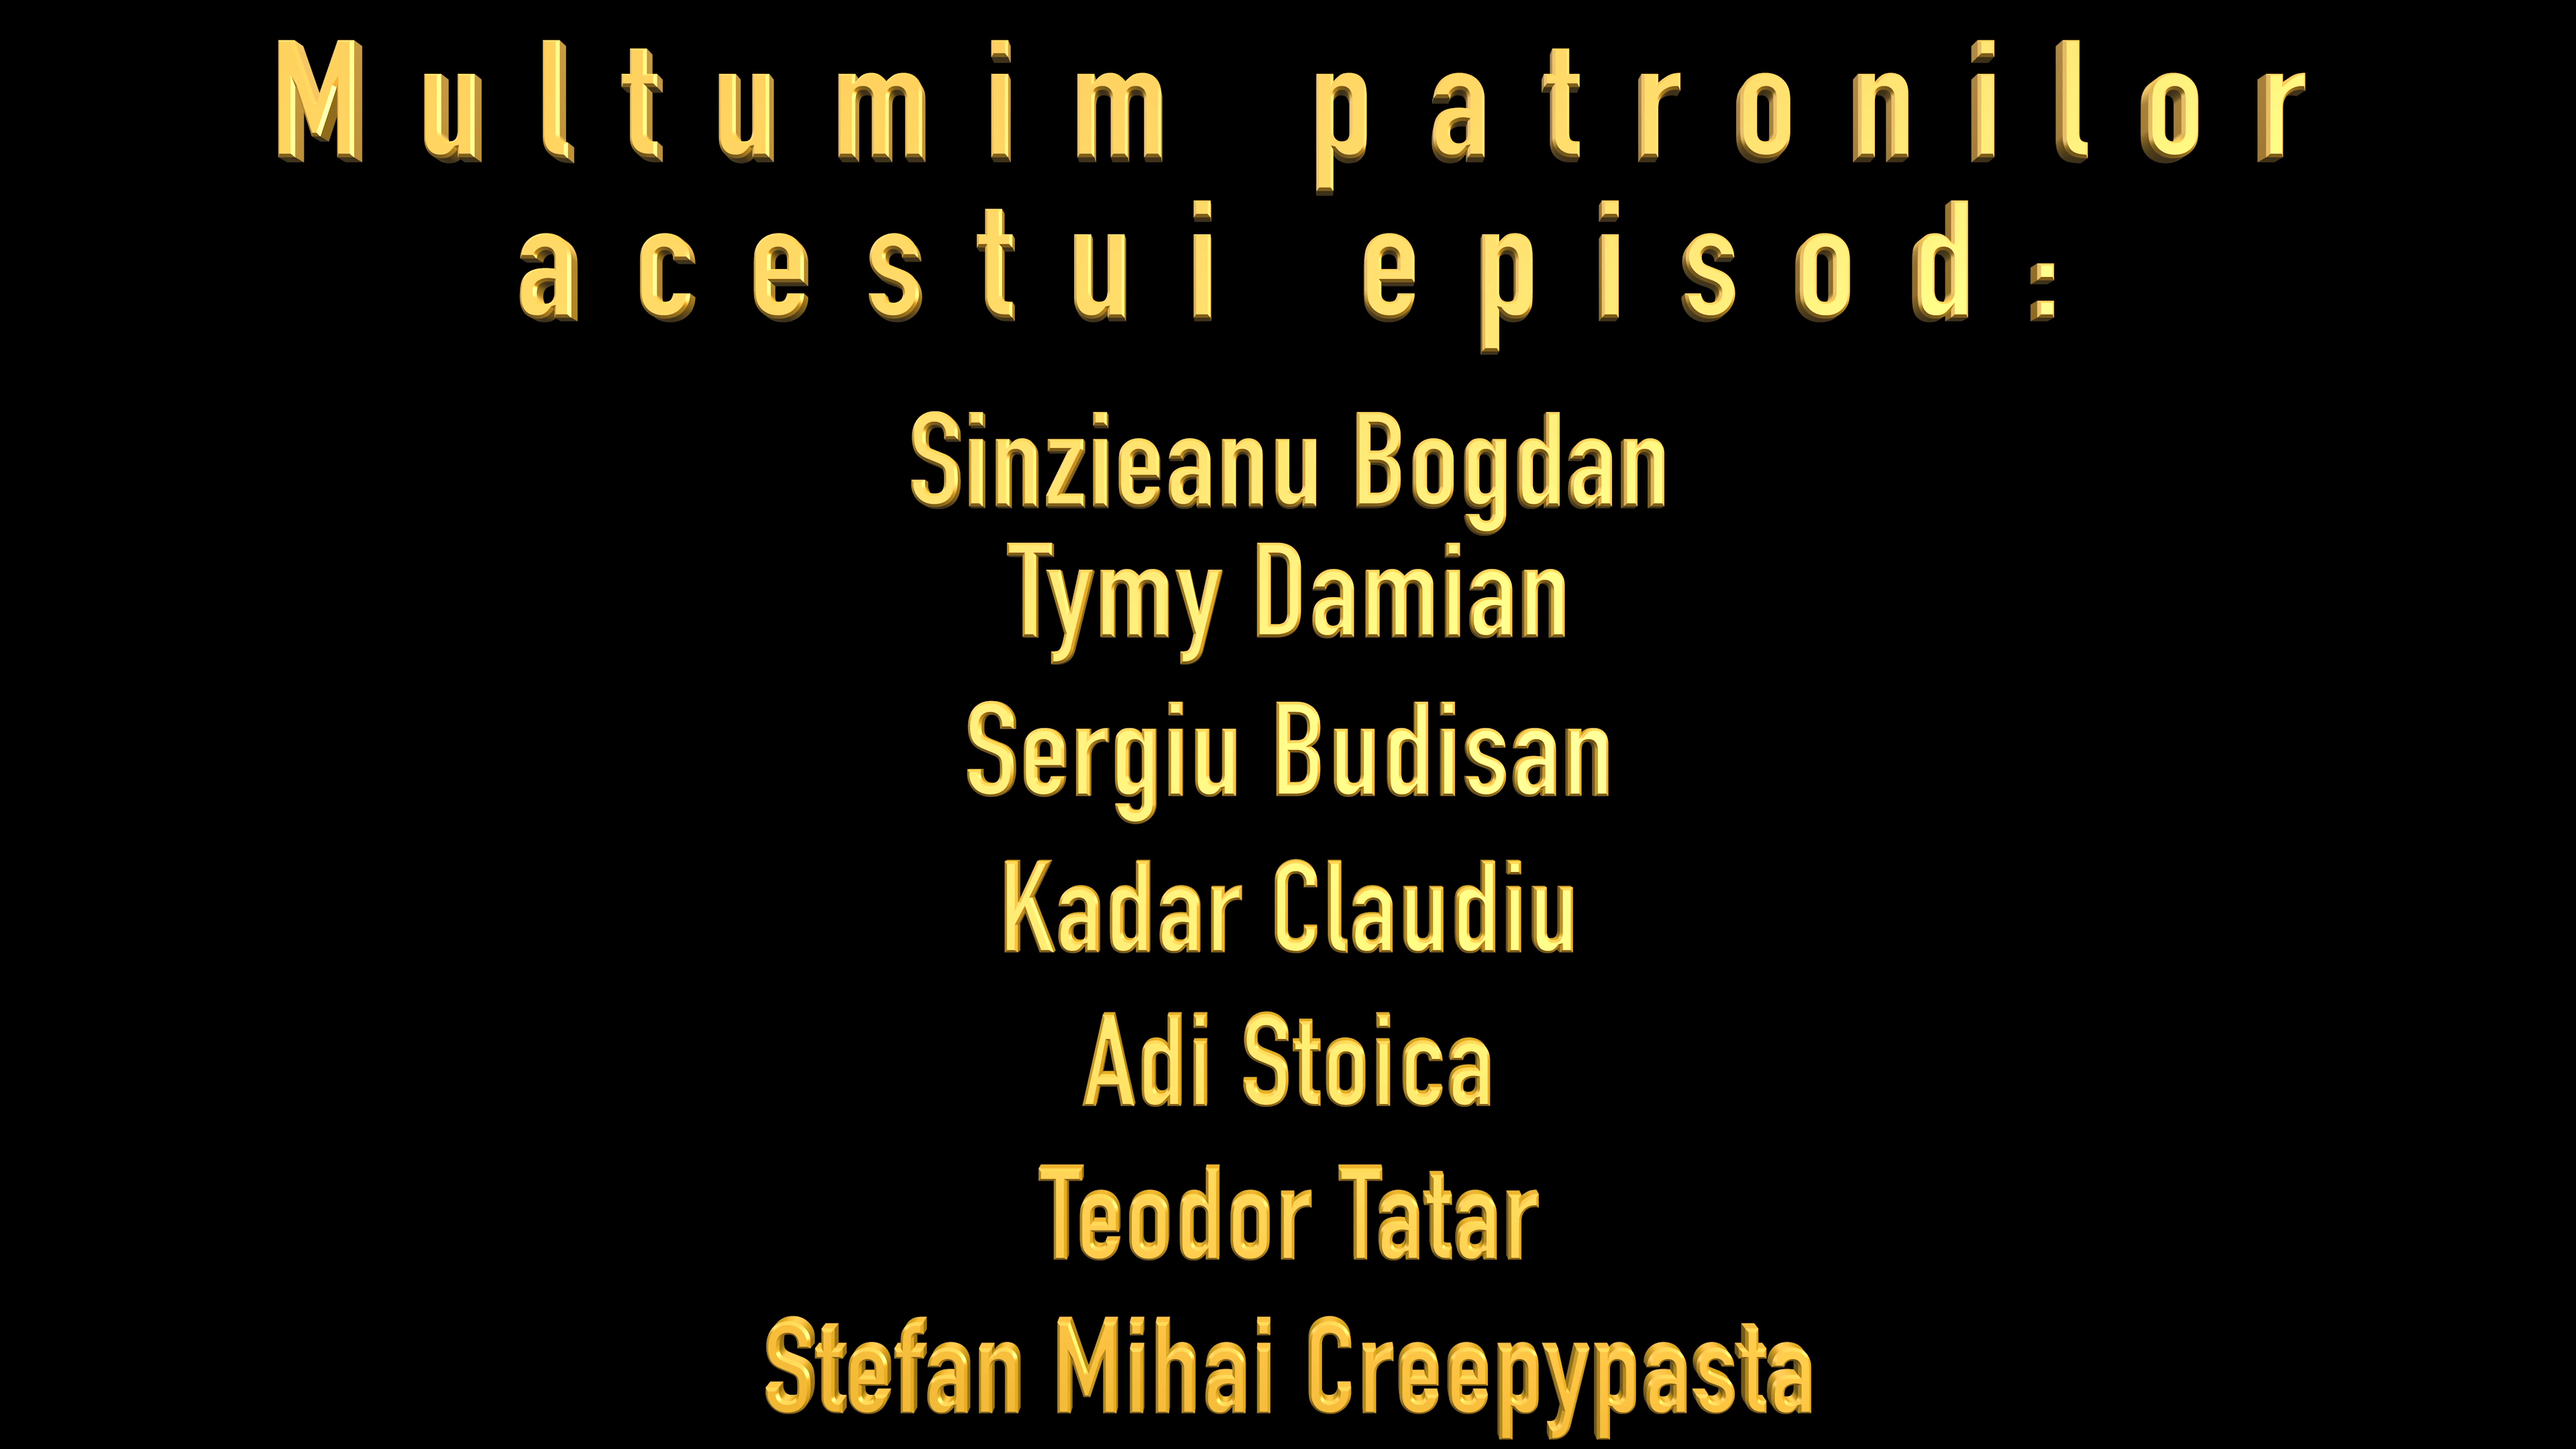 Multumim patronilor
acestui episod:
Sinzieanu Bogdan
Tymy Damian
Sergiu Budisan
Kadar Claudiu
Adi Stoica
Teodor Tatar
Stefan Mihai Creepypasta